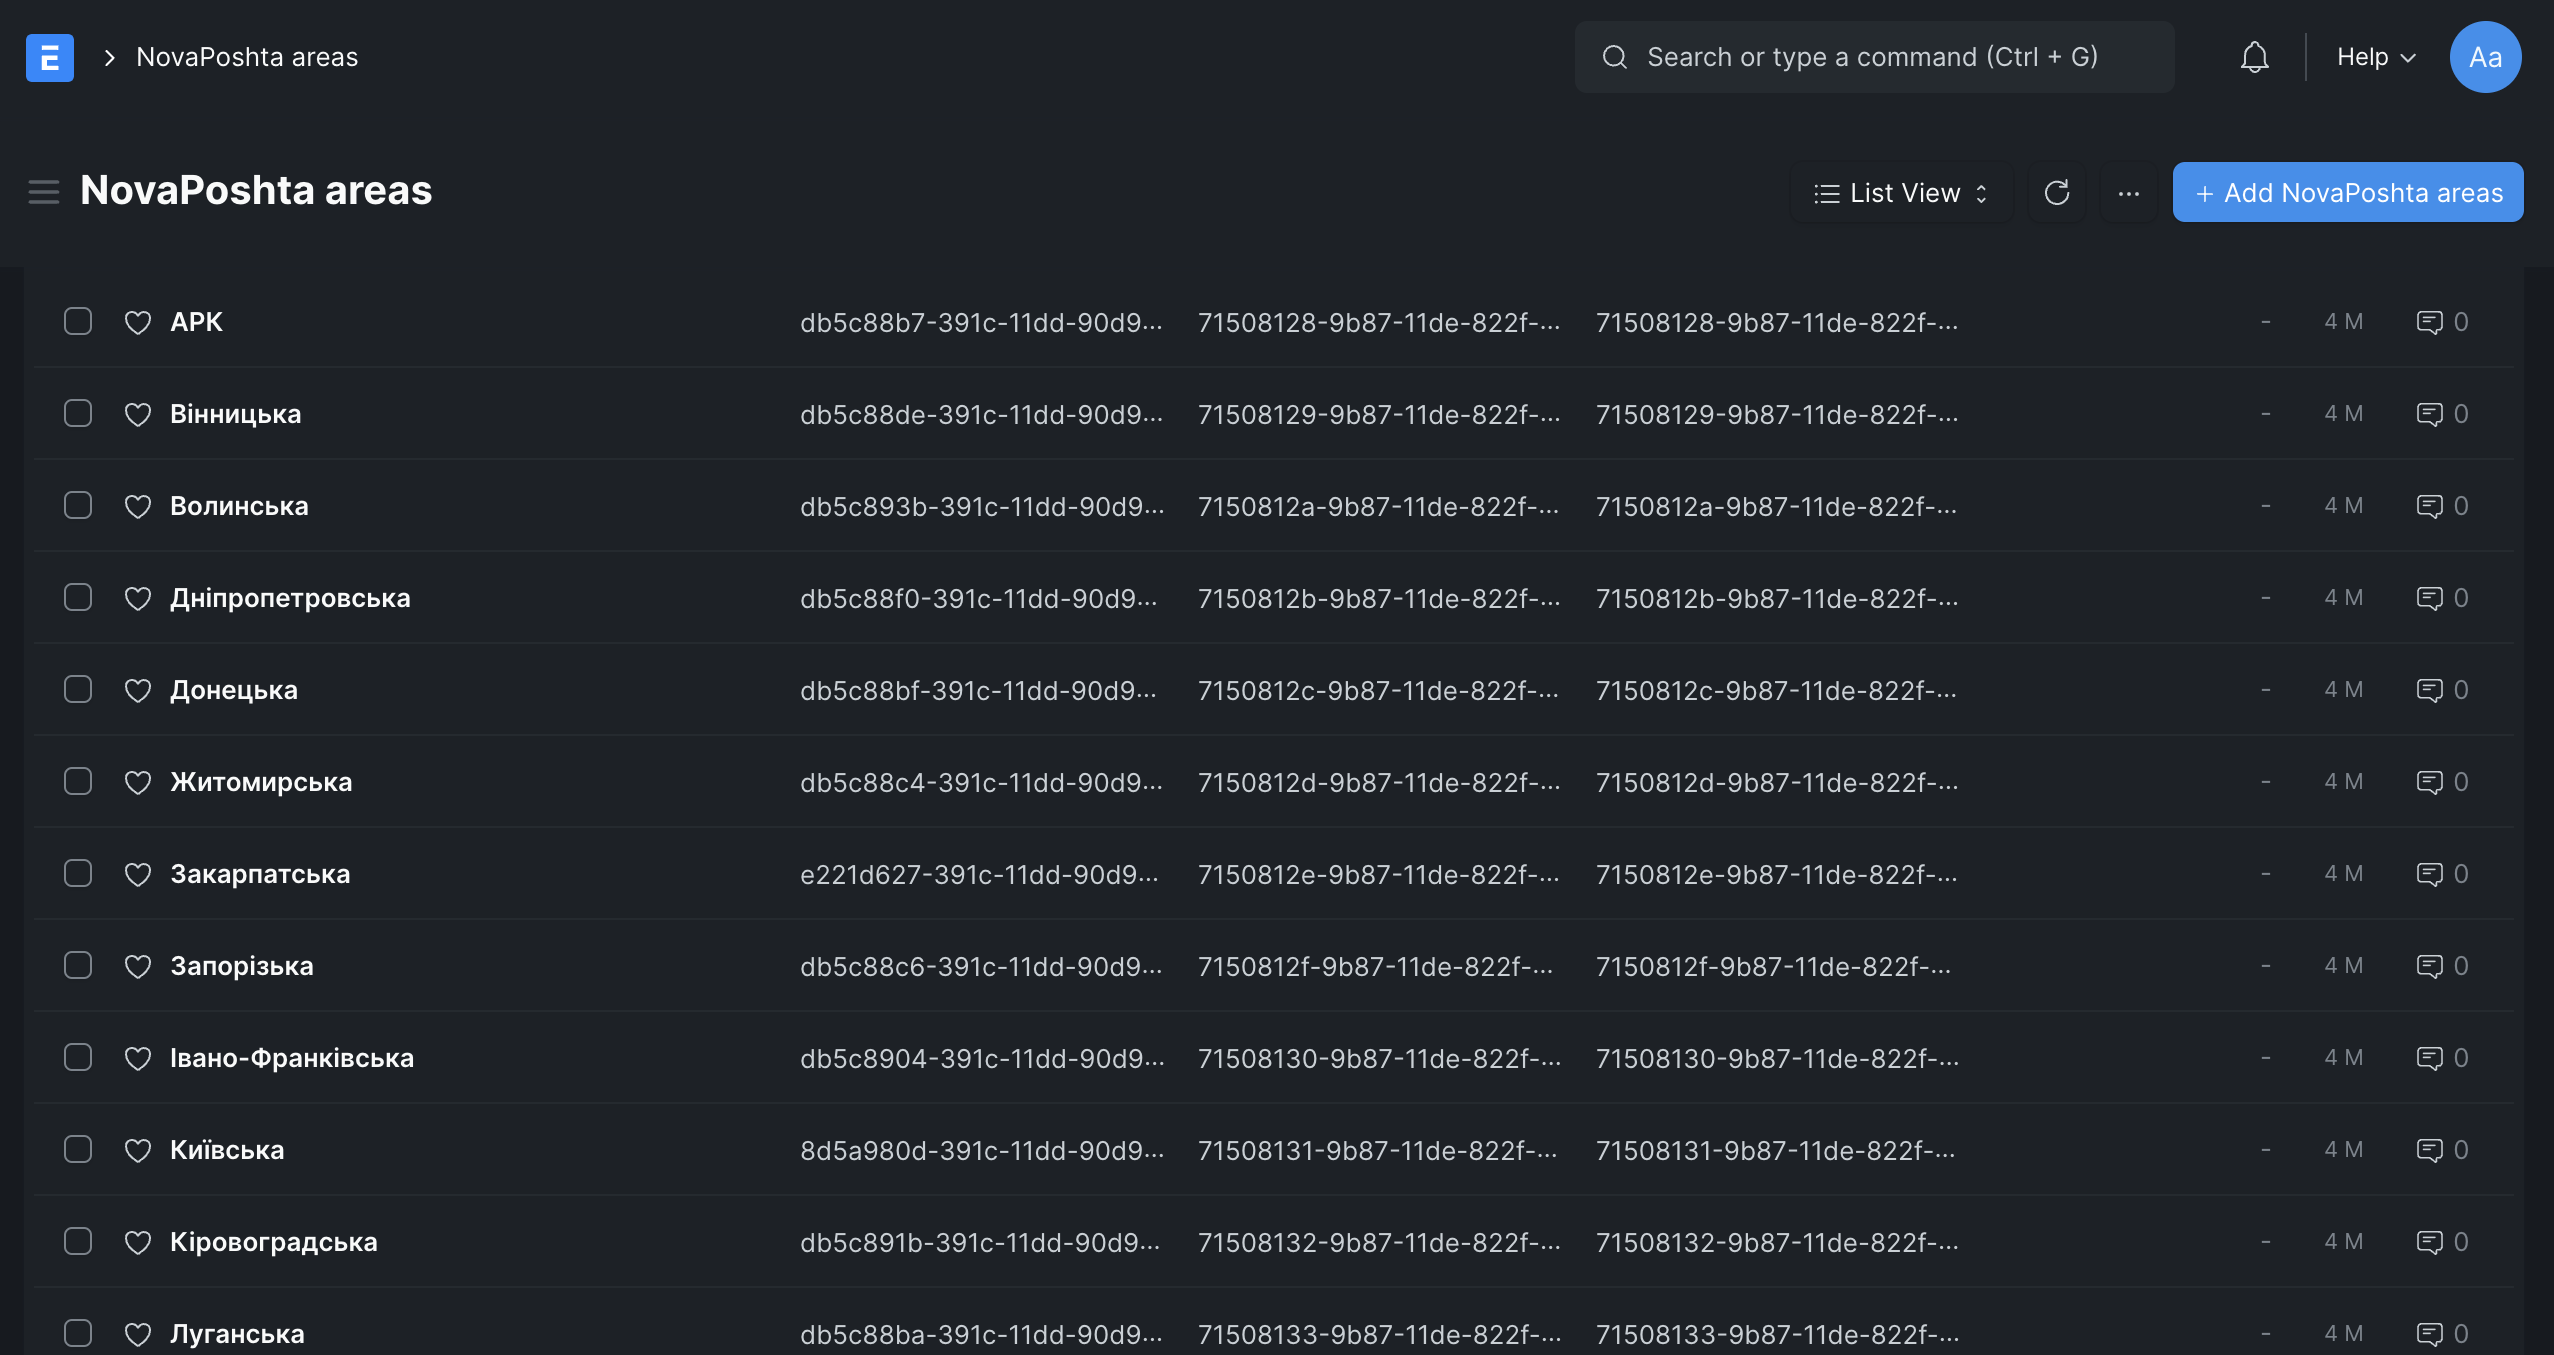 E
NovaPoshta areas
Search or type a command (Ctrl + G)
Help
Aa
NovaPoshta areas
List View
+ Add NovaPoshta areas
АРК db5c88b7-391c-11dd-90d9... 71508128-9b87-11de-822f-... 71508128-9b87-11de-822f-... - 4 M 0
Вінницька db5c88de-391c-11dd-90d9... 71508129-9b87-11de-822f-... 71508129-9b87-11de-822f-... - 4 M 0
Волинська db5c893b-391c-11dd-90d9... 7150812a-9b87-11de-822f-... 7150812a-9b87-11de-822f-... - 4 M 0
Дніпропетровська db5c88f0-391c-11dd-90d9... 7150812b-9b87-11de-822f-... 7150812b-9b87-11de-822f-... - 4 M 0
Донецька db5c88bf-391c-11dd-90d9... 7150812c-9b87-11de-822f-... 7150812c-9b87-11de-822f-... - 4 M 0
Житомирська db5c88c4-391c-11dd-90d9... 7150812d-9b87-11de-822f-... 7150812d-9b87-11de-822f-... - 4 M 0
Закарпатська e221d627-391c-11dd-90d9... 7150812e-9b87-11de-822f-... 7150812e-9b87-11de-822f-... - 4 M 0
Запорізька db5c88c6-391c-11dd-90d9... 7150812f-9b87-11de-822f-... 7150812f-9b87-11de-822f-... - 4 M 0
Івано-Франківська db5c8904-391c-11dd-90d9... 71508130-9b87-11de-822f-... 71508130-9b87-11de-822f-... - 4 M 0
Київська 8d5a980d-391c-11dd-90d9... 71508131-9b87-11de-822f-... 71508131-9b87-11de-822f-... - 4 M 0
Кіровоградська db5c891b-391c-11dd-90d9... 71508132-9b87-11de-822f-... 71508132-9b87-11de-822f-... - 4 M 0
Луганська db5c88ba-391c-11dd-90d9... 71508133-9b87-11de-822f-... 71508133-9b87-11de-822f-... - 4 M 0